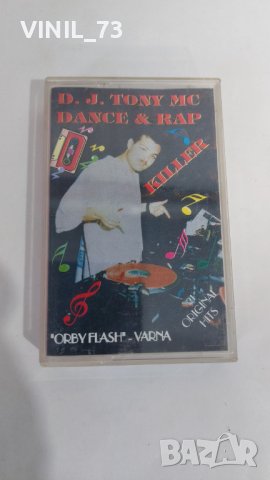 VINIL_73
D. J. TONY MC
DANCE & RAP
KILLER
ORIGINAL
HITS
"ORBY FLASH" - VARNA
BAZAR